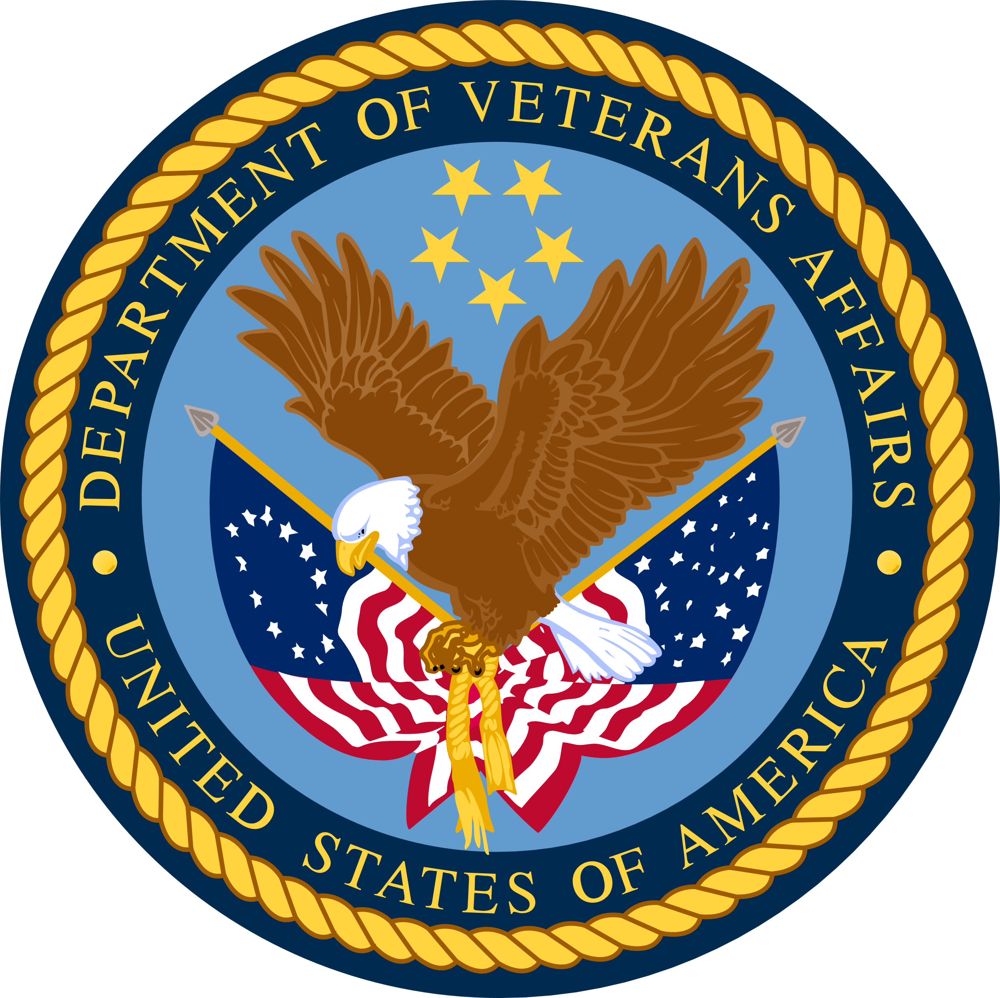 DEPARTMENT OF VETERANS AFFAIRS
UNITED STATES OF AMERICA